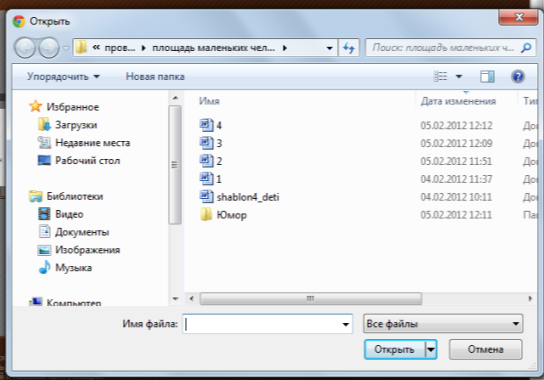 Открыть
« пров... ▸ площадь маленьких чел... ▸
Поиск: площадь маленьких ч...
Упорядочить
Новая папка
Избранное
Загрузки
Недавние места
Рабочий стол
Библиотеки
Видео
Документы
Изображения
Музыка
Компьютер
Имя
Дата изменения
Тип
4
05.02.2012 12:12
До
3
05.02.2012 12:09
До
2
05.02.2012 11:51
До
1
04.02.2012 11:37
До
shablon4_deti
04.02.2012 10:11
До
Юмор
05.02.2012 12:11
Па
Имя файла:
Все файлы
Открыть
Отмена